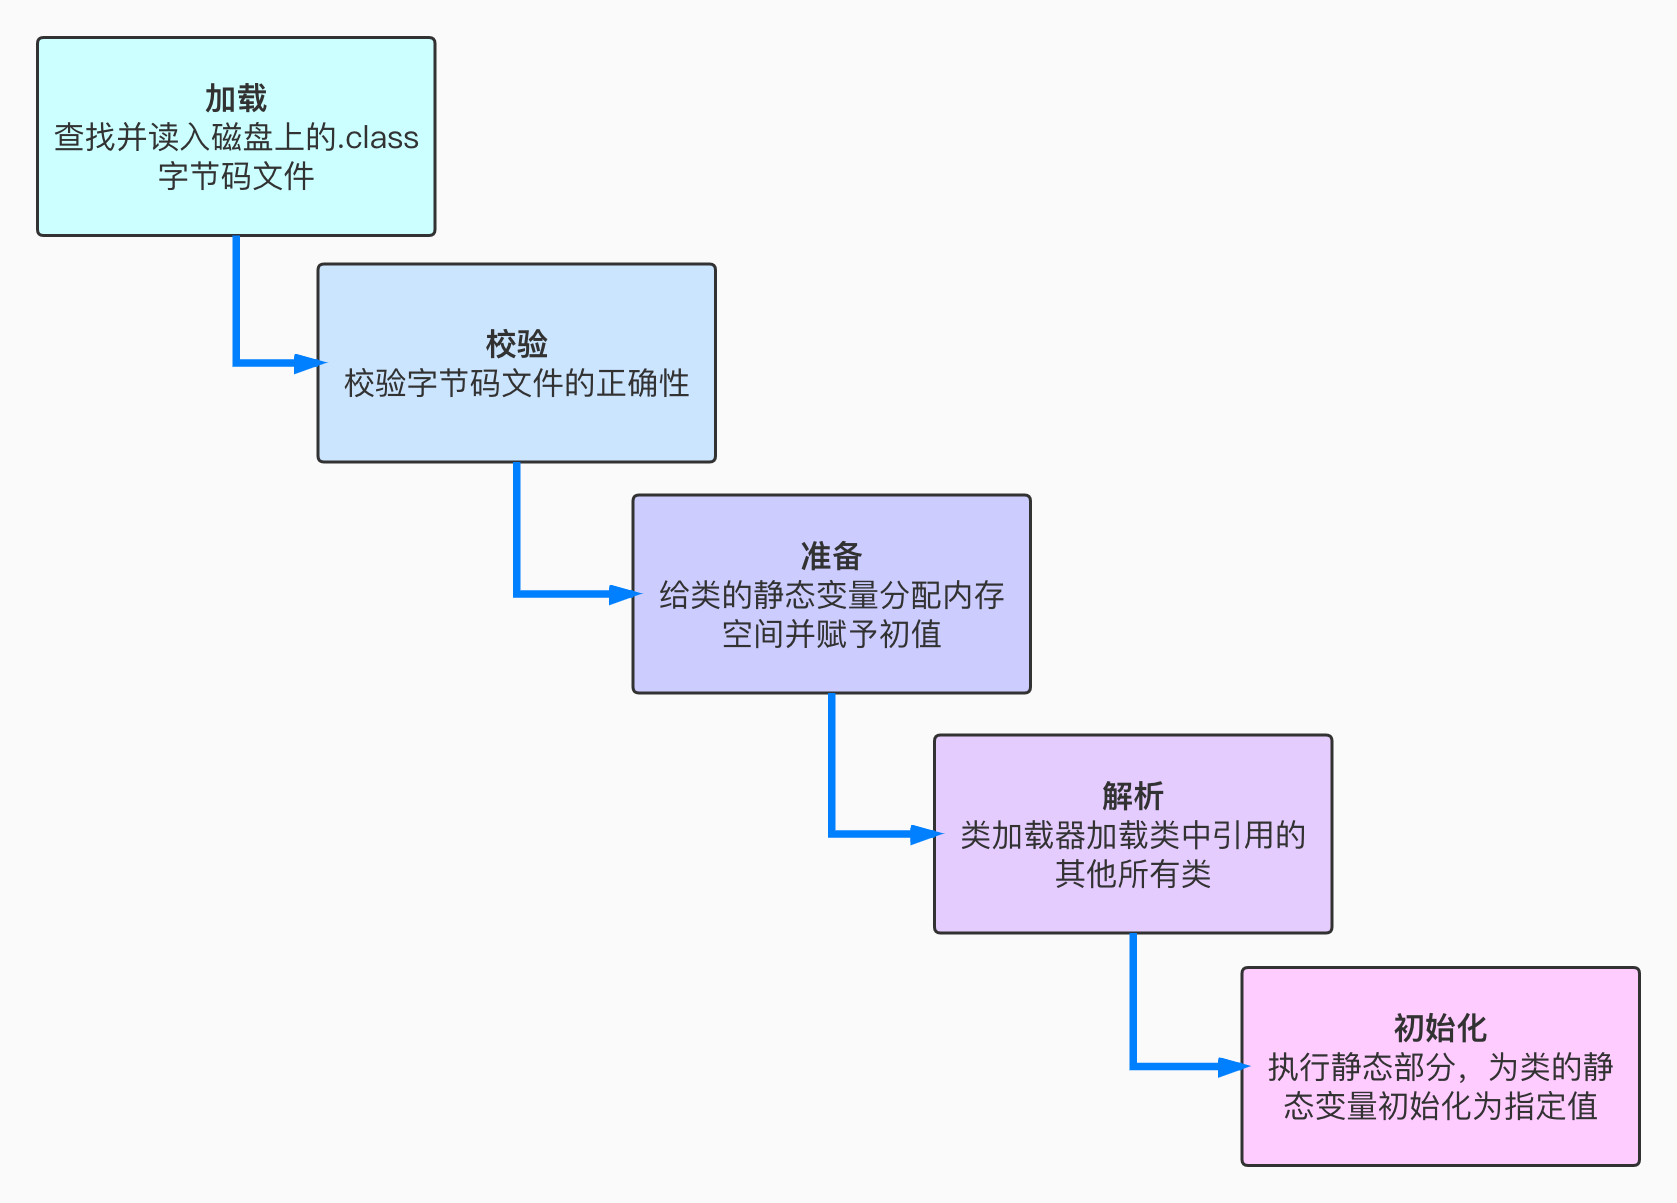 加载
查找并读入磁盘上的.class
字节码文件
校验
校验字节码文件的正确性
准备
给类的静态变量分配内存
空间并赋予初值
解析
类加载器加载类中引用的
其他所有类
初始化
执行静态部分，为类的静
态变量初始化为指定值